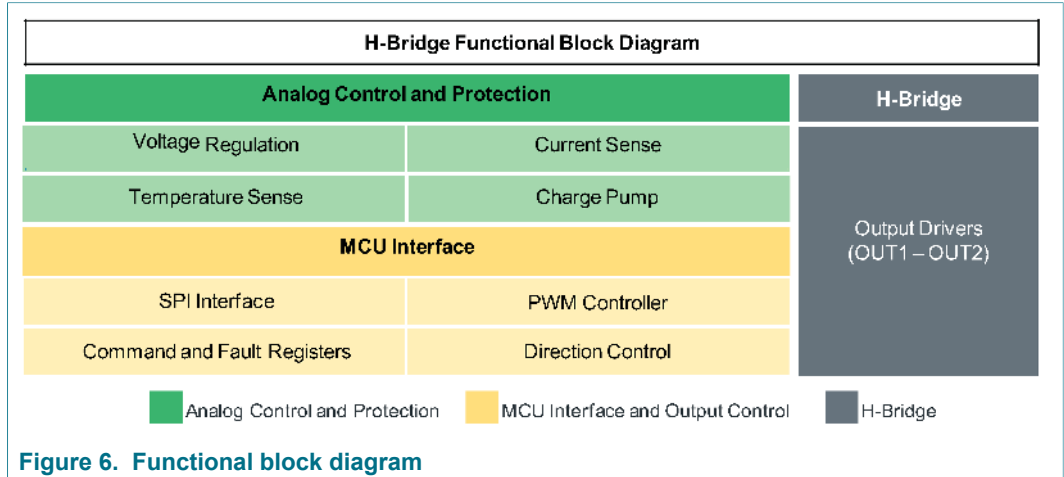 H-Bridge Functional Block Diagram
Analog Control and Protection
H-Bridge
Voltage Regulation
Current Sense
Temperature Sense
Charge Pump
Output Drivers
(OUT1 – OUT2)
MCU Interface
SPI Interface
PWM Controller
Command and Fault Registers
Direction Control
Analog Control and Protection
MCU Interface and Output Control
H-Bridge
Figure 6. Functional block diagram